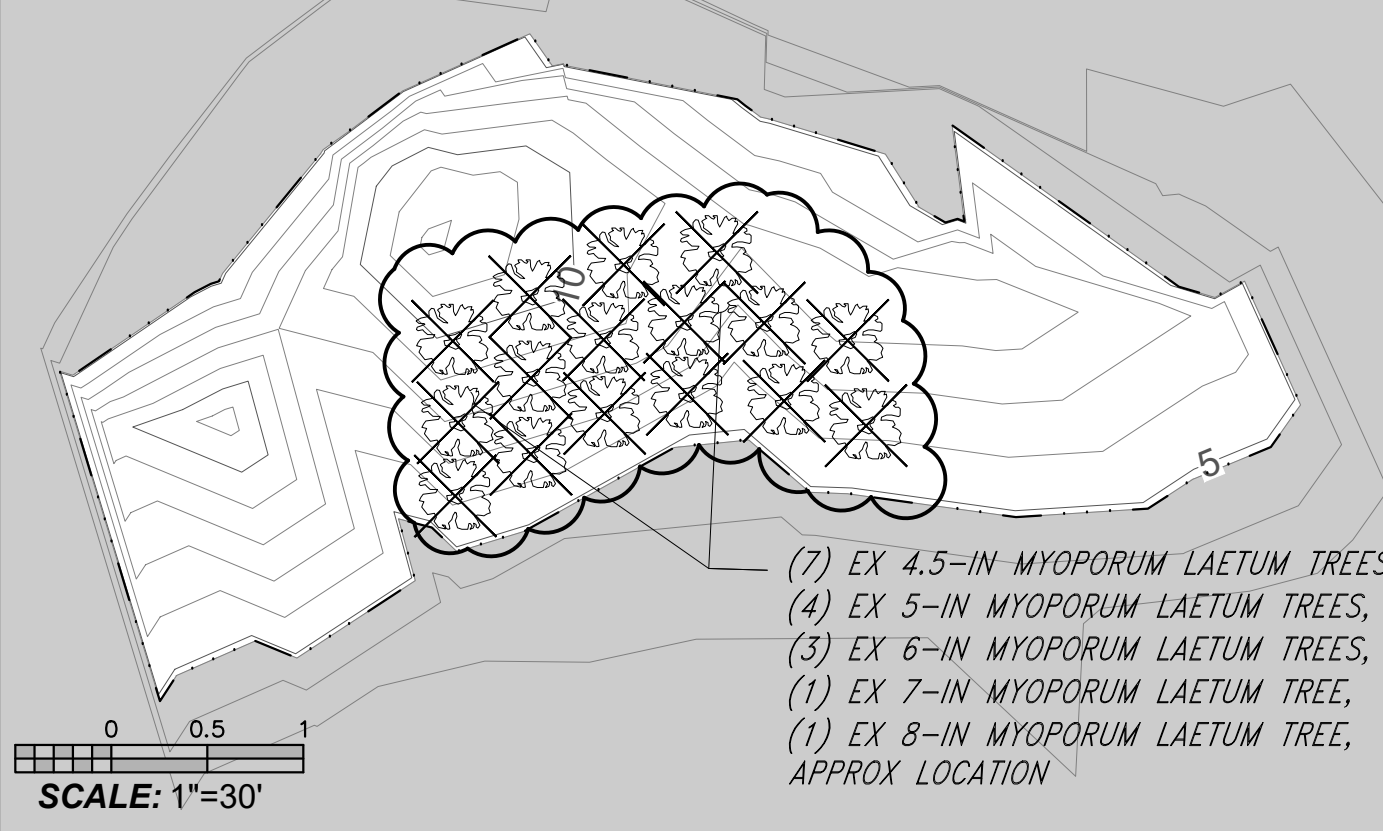 10
5
(7) EX 4.5-IN MYOPORUM LAETUM TREES
(4) EX 5-IN MYOPORUM LAETUM TREES,
(3) EX 6-IN MYOPORUM LAETUM TREES,
(1) EX 7-IN MYOPORUM LAETUM TREE,
(1) EX 8-IN MYOPORUM LAETUM TREE,
APPROX LOCATION
0 0.5 1
SCALE: 1"=30'